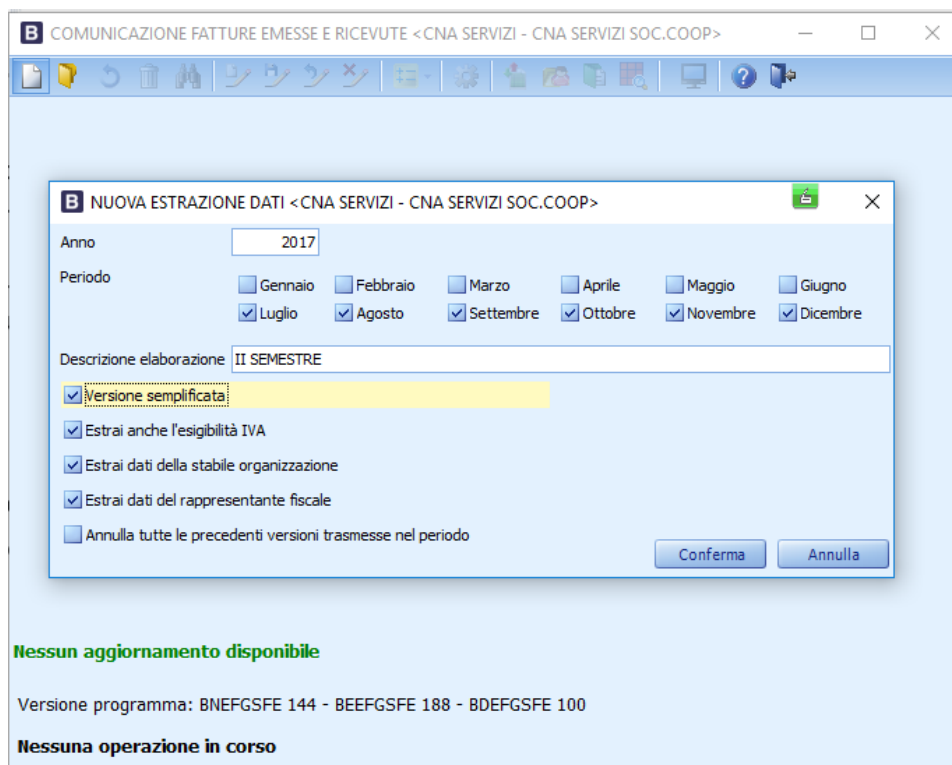 B COMUNICAZIONE FATTURE EMESSE E RICEVUTE <CNA SERVIZI - CNA SERVIZI SOC.COOP>
B NUOVA ESTRAZIONE DATI <CNA SERVIZI - CNA SERVIZI SOC.COOP>
Anno 2017
Periodo
Gennaio Febbraio Marzo Aprile Maggio Giugno
Luglio Agosto Settembre Ottobre Novembre Dicembre
Descrizione elaborazione II SEMESTRE
Versione semplificata
Estrai anche l'esigibilità IVA
Estrai dati della stabile organizzazione
Estrai dati del rappresentante fiscale
Annulla tutte le precedenti versioni trasmesse nel periodo
Conferma Annulla
Nessun aggiornamento disponibile
Versione programma: BNEFGSFE 144 - BEEFGSFE 188 - BDEFGSFE 100
Nessuna operazione in corso